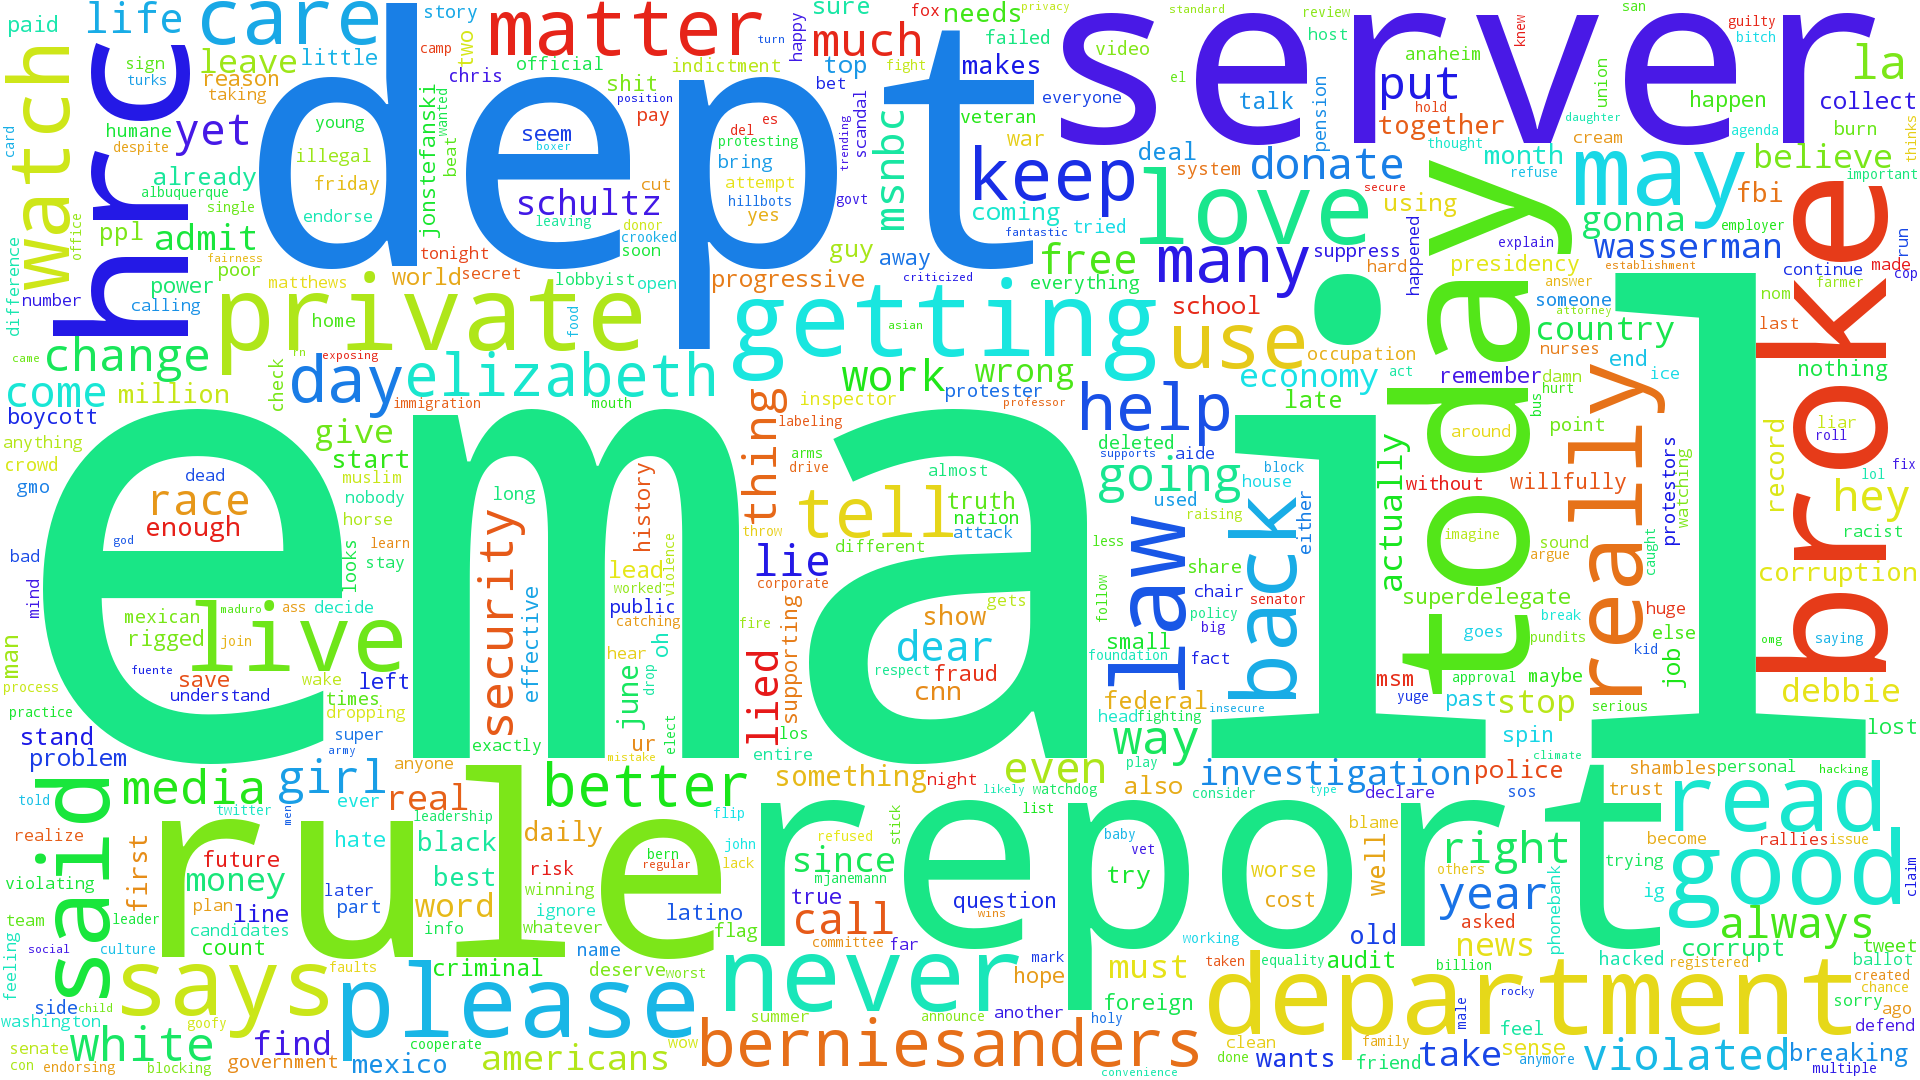 email
dept
server
report
rule
hrc
today
broke
department
private
getting
berniesanders
please
never
said
says
good
read
love
may
many
keep
use
matter
care
watch
live
elizabeth
day
help
law
back
really
tell
better
way
right
year
always
white
find
americans
violated
take
media
girl
real
call
since
even
something
investigation
security
lied
lie
thing
work
wrong
free
msnbc
much
life
leave
yet
admit
already
change
come
million
boycott
race
enough
give
start
going
economy
country
believe
donate
put
la
fbi
gonna
wasserman
schultz
progressive
guy
away
school
together
hey
record
corruption
debbie
stop
superdelegate
actually
willfully
job
msm
federal
small
dear
show
cnn
fraud
truth
nation
june
history
effective
supporting
lead
public
stand
problem
left
save
rigged
mexican
understand
money
future
first
black
best
word
daily
latino
criminal
mexico
government
foreign
must
hope
news
audit
old
well
corrupt
hacked
breaking
wants
friend
sense
feel
police
declare
also
try
question
true
paid
sign
turks
reason
taking
little
story
camp
two
chris
official
shit
indictment
sure
top
bet
happy
turn
fox
fight
needs
failed
privacy
makes
everyone
video
standard
el
review
host
talk
pension
knew
hold
anaheim
union
san
guilty
bitch
happen
collect
burn
daughter
agenda
cream
thought
refuse
month
system
deal
veteran
war
scandal
trending
position
pay
seem
boxer
del
es
protesting
bring
attempt
hillbots
yes
cut
donor
crooked
soon
leaving
govt
coming
fantastic
tried
secure
using
suppress
happened
hard
everything
criticized
presidency
explain
establishment
answer
someone
attorney
employer
important
thinks
continue
made
run
cop
farmer
nom
last
nothing
ice
end
nurses
act
occupation
remember
damn
hurt
bus
late
point
around
liar
roll
fix
lol
racist
watching
protestors
without
imagine
argue
sound
caught
huge
else
break
kid
pundits
goes
maybe
approval
serious
yuge
past
spin
climate
omg
saying
lost
hacking
personal
shambles
trust
sos
type
consider
play
watchdog
likely
list
night
entire
los
insecure
head
fighting
fact
foundation
big
policy
senator
chair
share
follow
less
raising
used
either
house
block
aide
supports
deleted
professor
protester
inspector
labeling
arms
drive
almost
attack
throw
different
corporate
gets
respect
catching
worked
violence
hear
oh
drop
elect
ur
fire
mistake
exactly
long
immigration
mouth
check
exposing
rn
home
matthews
world
secret
tonight
lobbyist
open
food
asian
jonstefanski
wanted
beat
young
illegal
friday
endorse
single
albuquerque
humane
despite
ppl
fairness
poor
power
calling
office
difference
number
came
card
anything
crowd
gmo
bad
mind
man
process
practice
dead
god
muslim
nobody
horse
learn
stay
looks
decide
ass
maduro
join
fuente
wake
times
dropping
super
army
anyone
told
twitter
men
ever
hate
realize
violating
team
leader
plan
candidates
count
line
later
part
info
leadership
risk
winning
ignore
whatever
name
deserve
worst
flag
flip
john
lack
bern
regular
refused
stick
mjanemann
wins
committee
far
mark
another
announce
summer
wow
holy
convenience
cooperate
faults
goofy
child
social
culture
feeling
side
washington
senate
con
endorsing
blocking
baby
vet
worse
cost
blame
asked
others
become
rallies
issue
trying
ig
claim
phonebank
billion
equality
taken
working
registered
tweet
ballot
created
chance
ago
sorry
defend
multiple
anymore
male
rocky
family
clean
done